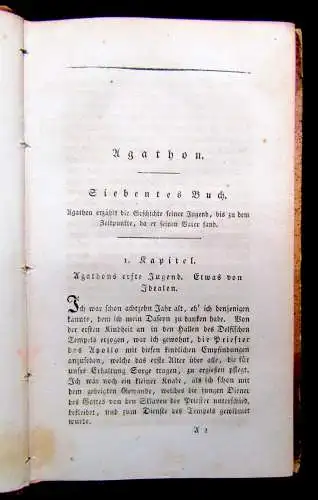 Agathon.
Siebentes Buch.
Agathon erzählt die Geschichte seiner Jugend, bis zu dem
Zeitpunkte, da er seinen Vater fand.
1. Kapitel.
Agathons erste Jugend. Etwas von
Idealen.
Ich war schon achtzehn Jahr alt, eh' ich denjenigen
kannte, dem ich mein Daseyn zu danken habe. Von
der ersten Kindheit an in den Hallen des Delfischen
Tempels erzogen, war ich gewohnt, die Priester
des Apollo mit diesen kindlichen Empfindungen
anzusehen, welche das erste Alter über alle, die für
unsre Erhaltung Sorge tragen, zu ergießen pflegt.
Ich war noch ein kleiner Knabe, als ich schon mit
dem geheiligten Gewande, welches die jungen Diener
des Gottes von den Sklaven der Priester unterschied,
bekleidet, und zum Dienste des Tempels gewidmet
wurde.
A 2